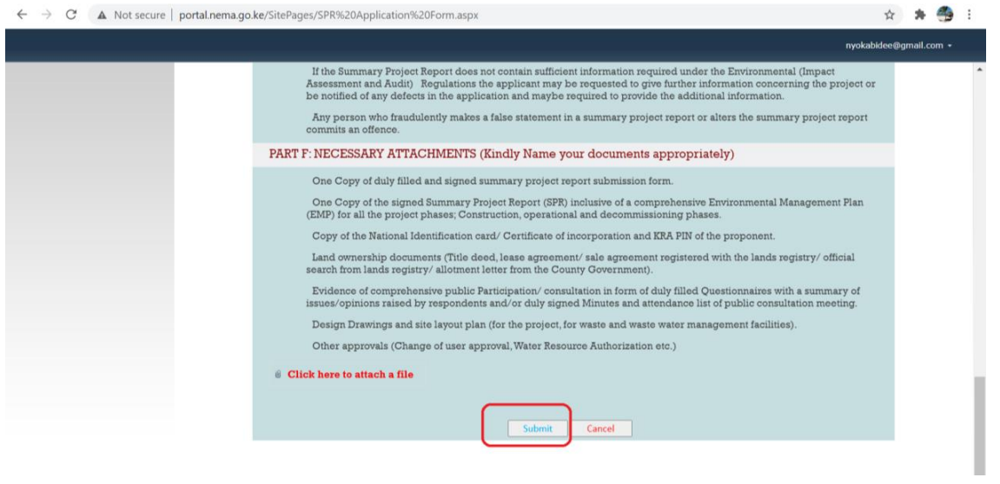 Not secure | portal.nema.go.ke/SitePages/SPR%20Application%20Form.aspx
nyokabidee@gmail.com
If the Summary Project Report does not contain sufficient information required under the Environmental (Impact
Assessment and Audit) Regulations the applicant may be requested to give further information concerning the project or
be notified of any defects in the application and maybe required to provide the additional information.
Any person who fraudulently makes a false statement in a summary project report or alters the summary project report
commits an offence.
PART F: NECESSARY ATTACHMENTS (Kindly Name your documents appropriately)
One Copy of duly filled and signed summary project report submission form.
One Copy of the signed Summary Project Report (SPR) inclusive of a comprehensive Environmental Management Plan
(EMP) for all the project phases; Construction, operational and decommissioning phases.
Copy of the National Identification card/ Certificate of incorporation and KRA PIN of the proponent.
Land ownership documents (Title deed, lease agreement/ sale agreement registered with the lands registry/ official
search from lands registry/ allotment letter from the County Government).
Evidence of comprehensive public Participation/ consultation in form of duly filled Questionnaires with a summary of
issues/opinions raised by respondents and/or duly signed Minutes and attendance list of public consultation meeting.
Design Drawings and site layout plan (for the project, for waste and waste water management facilities).
Other approvals (Change of user approval, Water Resource Authorization etc.)
Click here to attach a file
Submit Cancel